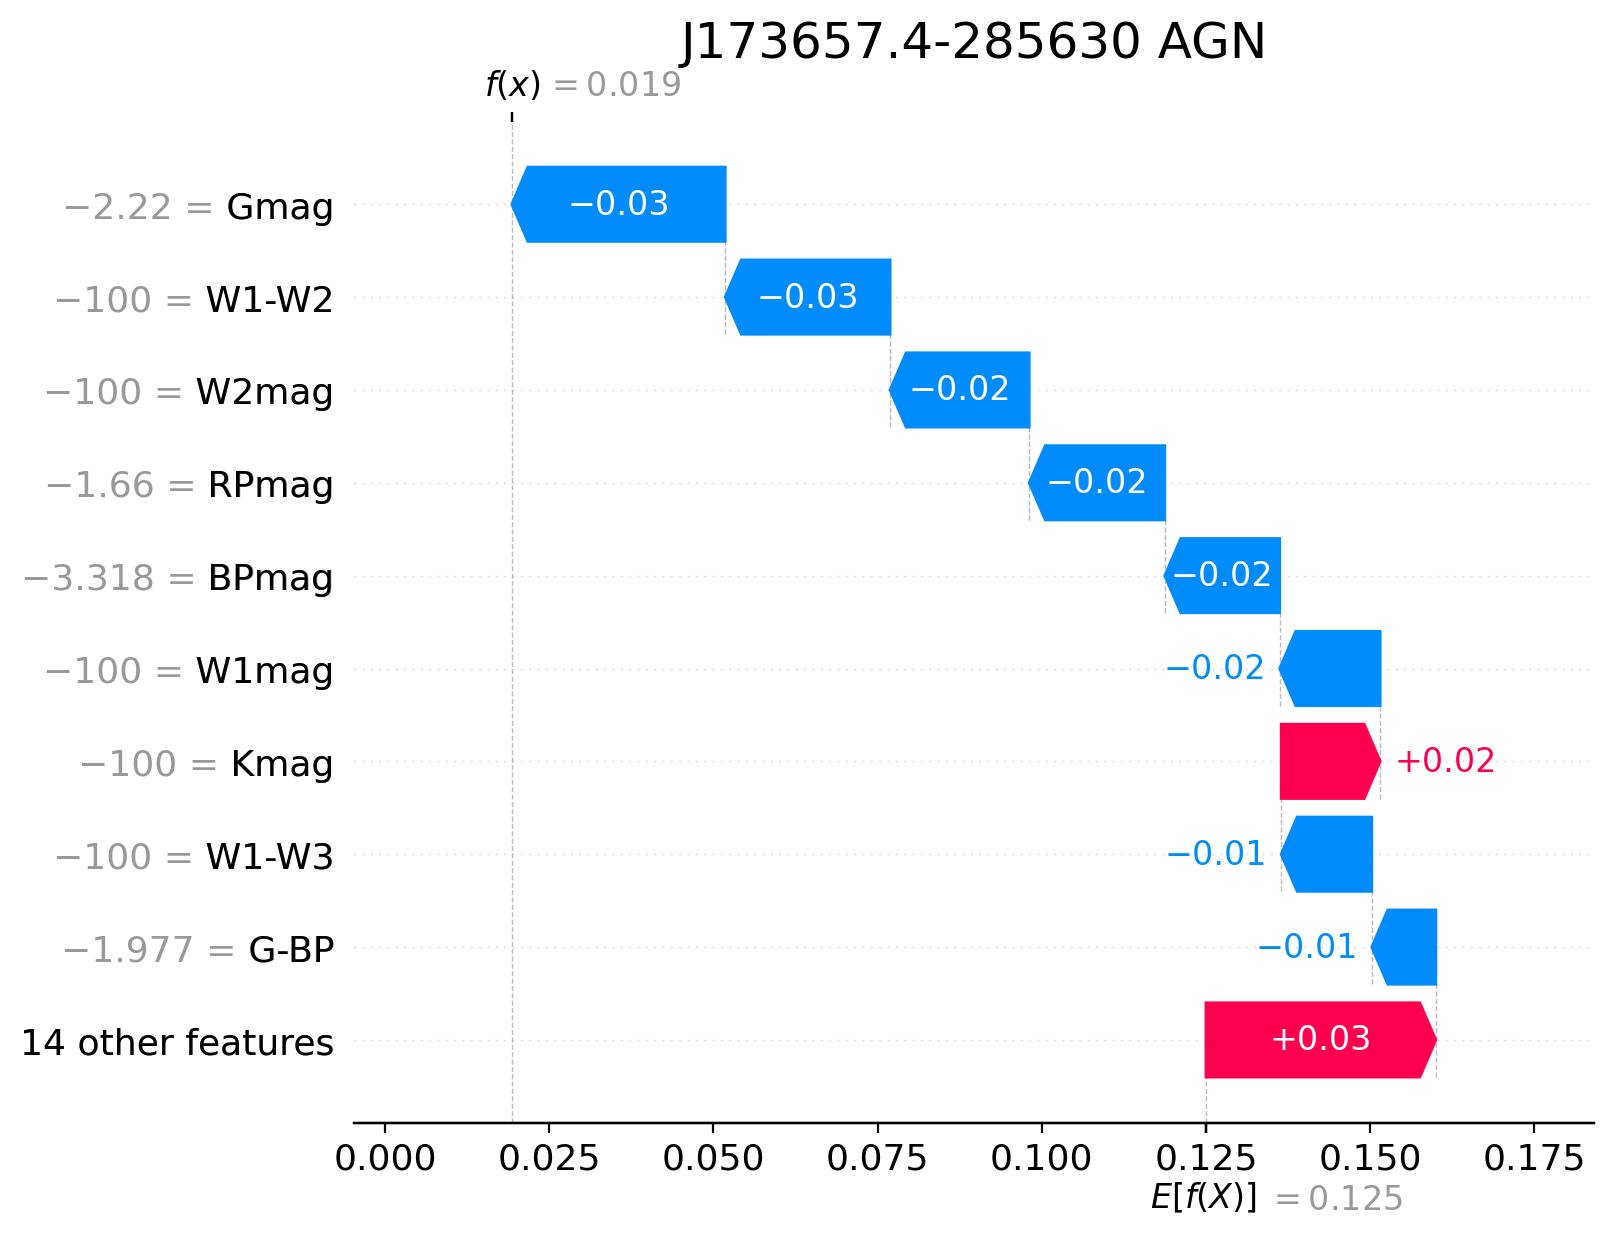 J173657.4-285630 AGN
f(x) = 0.019
−2.22 = Gmag
−0.03
−100 = W1-W2
−0.03
−100 = W2mag
−0.02
−1.66 = RPmag
−0.02
−3.318 = BPmag
−0.02
−100 = W1mag
−0.02
−100 = Kmag
+0.02
−100 = W1-W3
−0.01
−1.977 = G-BP
−0.01
14 other features
+0.03
0.000 0.025 0.050 0.075 0.100 0.125 0.150 0.175
E[f(X)] = 0.125